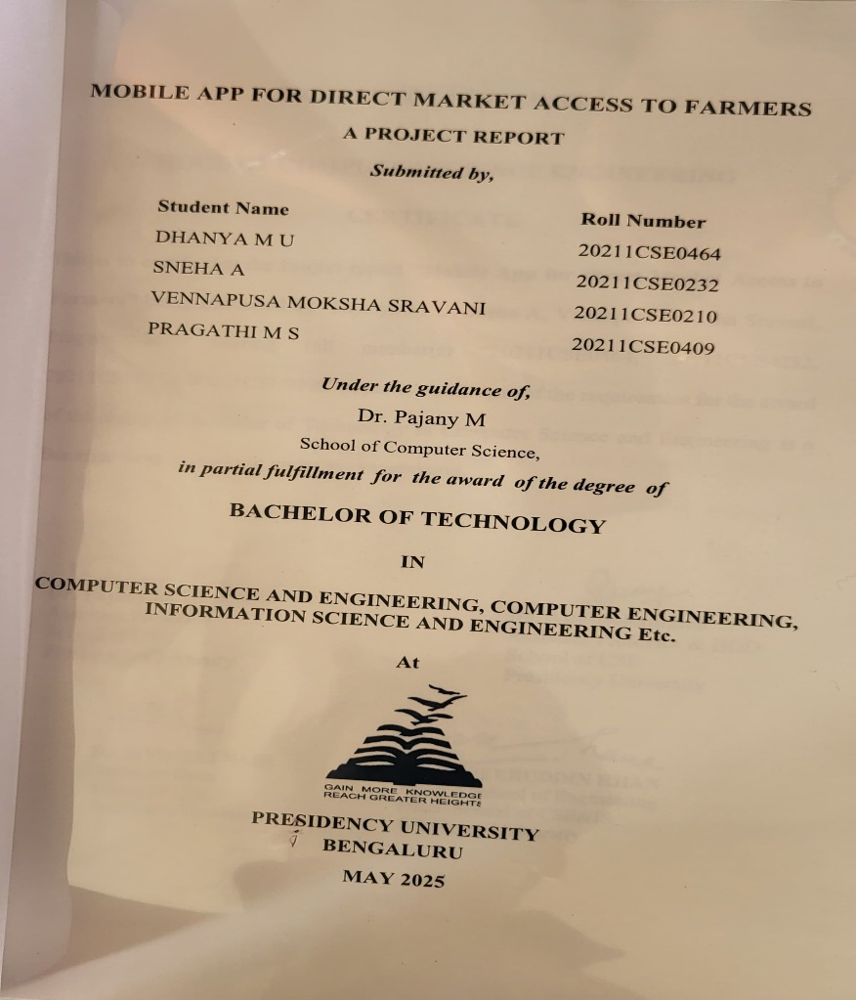 MOBILE APP FOR DIRECT MARKET ACCESS TO FARMERS
A PROJECT REPORT
Submitted by,
Student Name Roll Number
DHANYA M U 20211CSE0464
SNEHA A 20211CSE0232
VENNAPUSA MOKSHA SRAVANI 20211CSE0210
PRAGATHI M S 20211CSE0409
Under the guidance of,
Dr. Pajany M
School of Computer Science,
in partial fulfillment for the award of the degree of
BACHELOR OF TECHNOLOGY
IN
COMPUTER SCIENCE AND ENGINEERING, COMPUTER ENGINEERING,
INFORMATION SCIENCE AND ENGINEERING Etc.
At
GAIN MORE KNOWLEDGE
REACH GREATER HEIGHTS
PRESIDENCY UNIVERSITY
BENGALURU
MAY 2025